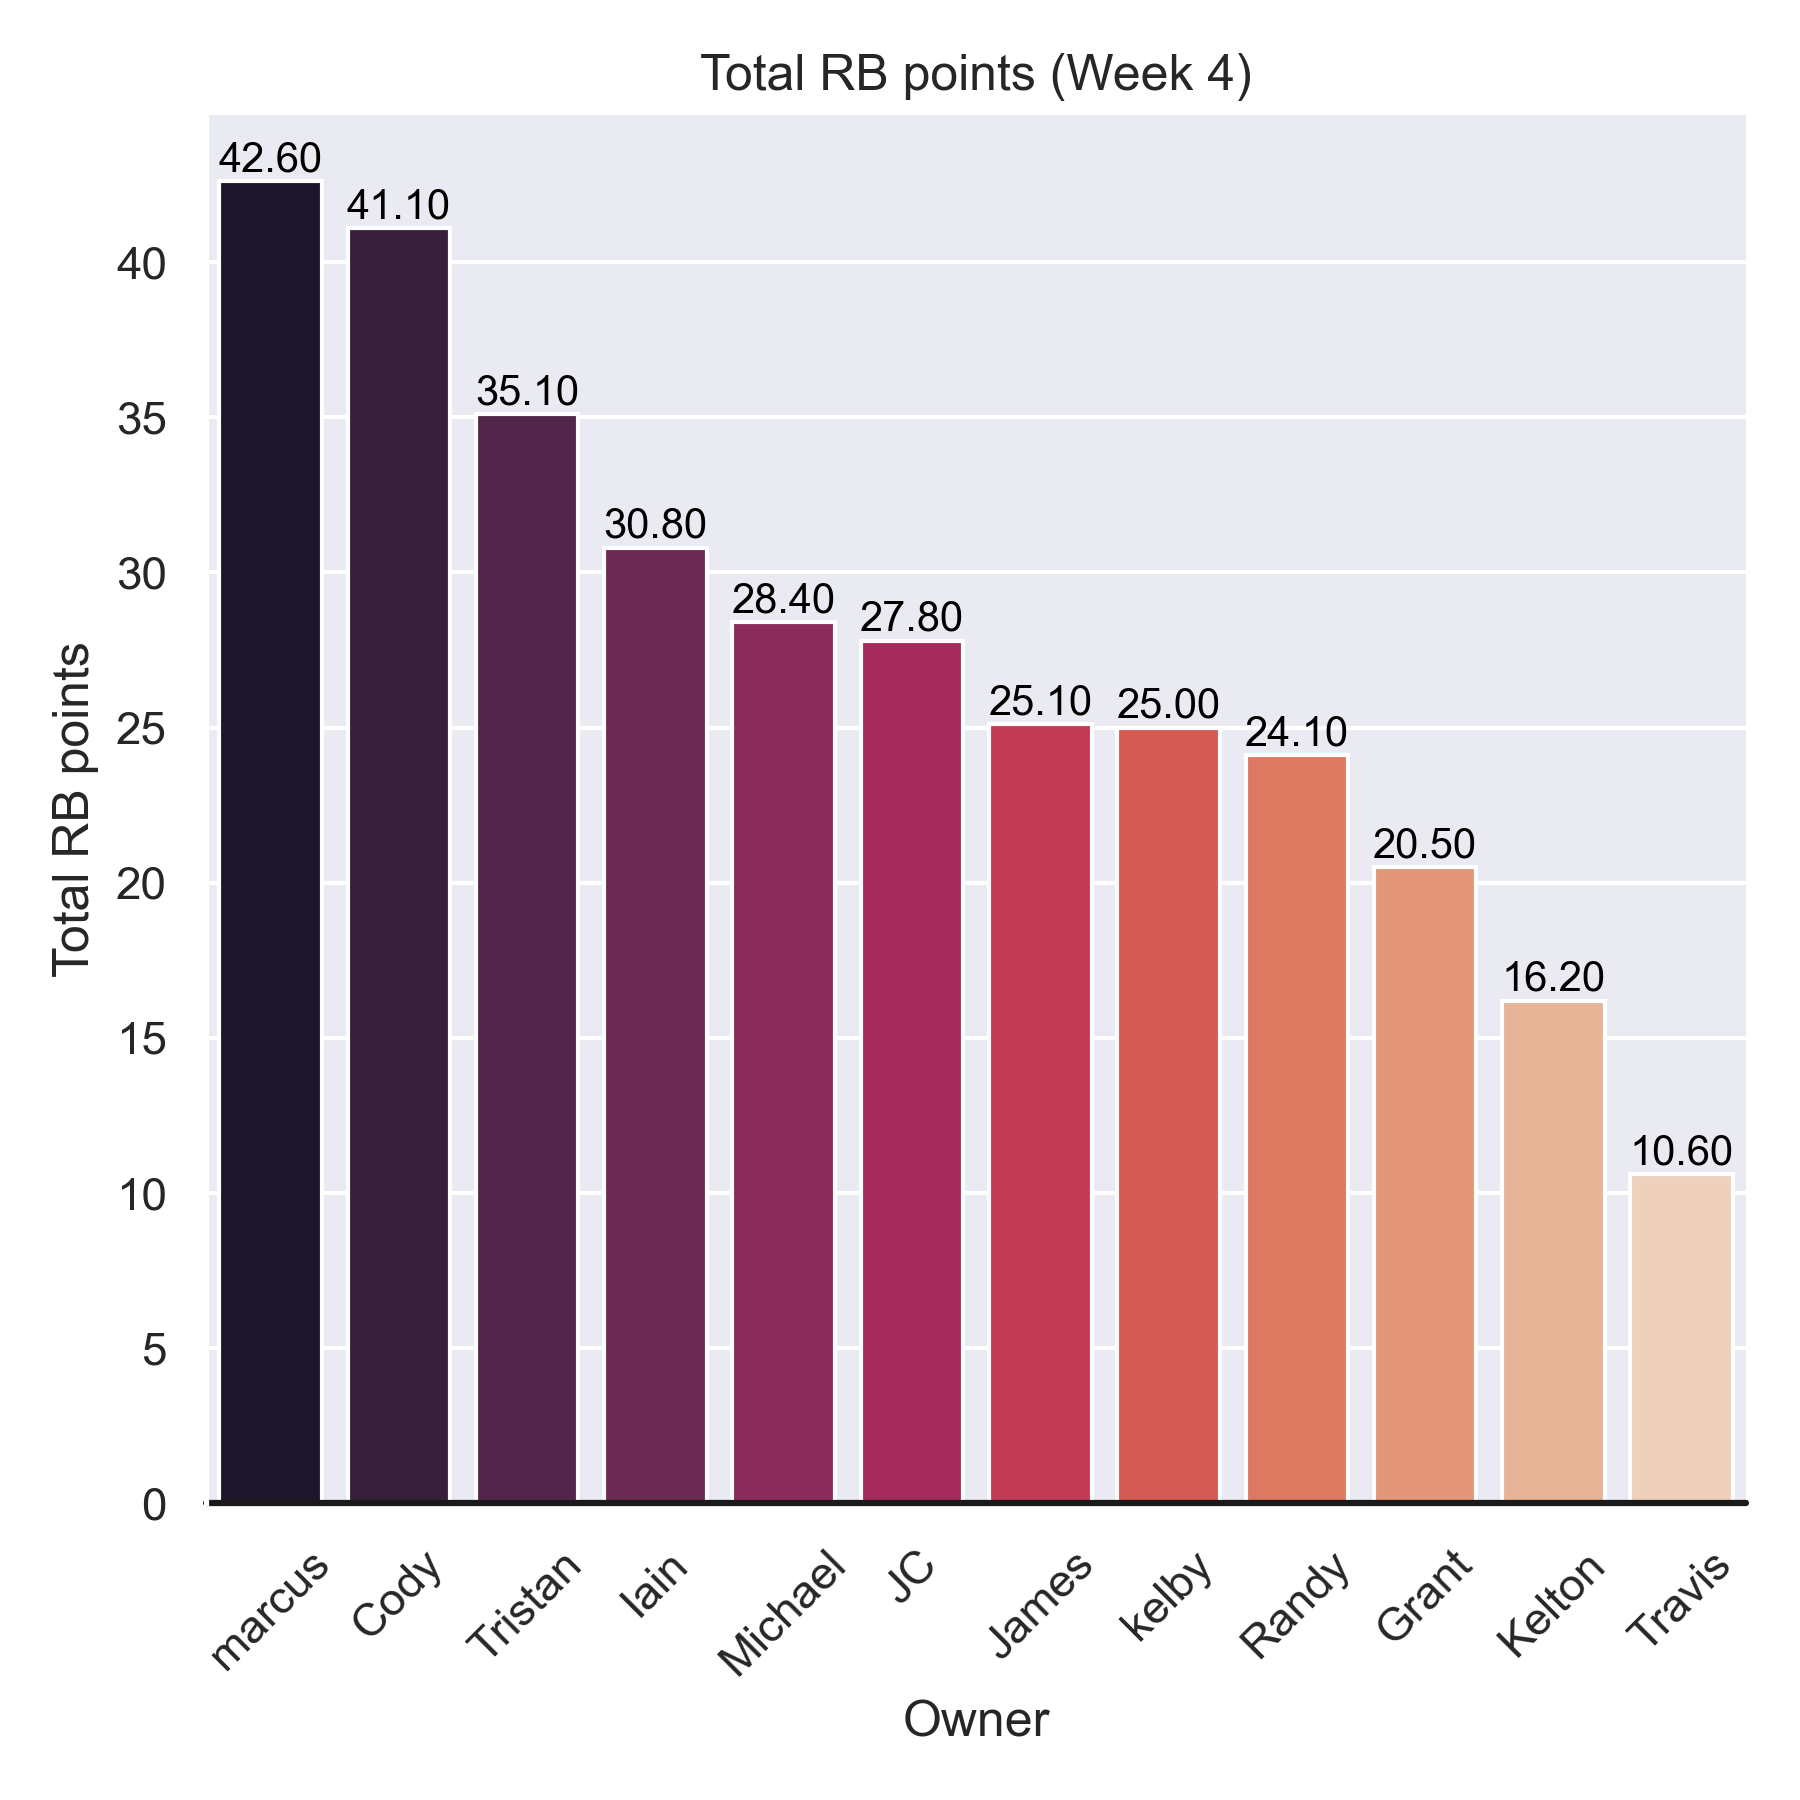 Total RB points (Week 4)
42.60
41.10
35.10
30.80
28.40
27.80
25.10
25.00
24.10
20.50
16.20
10.60
40
35
30
25
20
15
10
5
0
Total RB points
marcus
Cody
Tristan
Iain
Michael
JC
James
kelby
Randy
Grant
Kelton
Travis
Owner